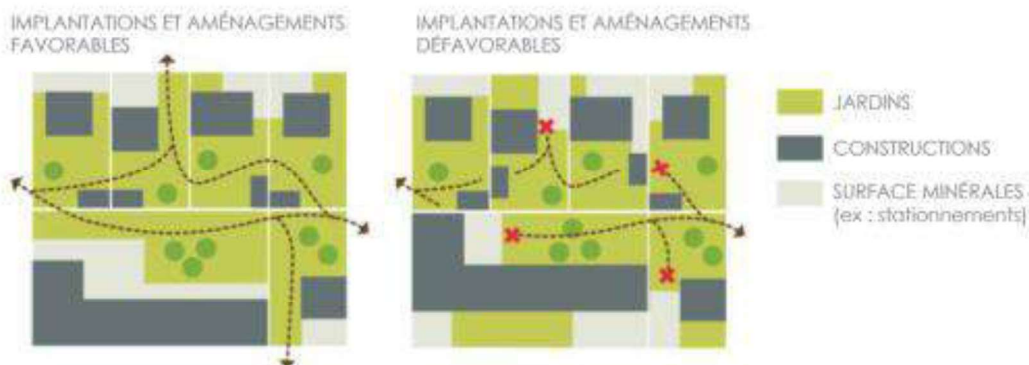 IMPLANTATIONS ET AMÉNAGEMENTS
FAVORABLES
IMPLANTATIONS ET AMÉNAGEMENTS
DÉFAVORABLES
JARDINS
CONSTRUCTIONS
SURFACE MINÉRALES
(ex : stationnements)